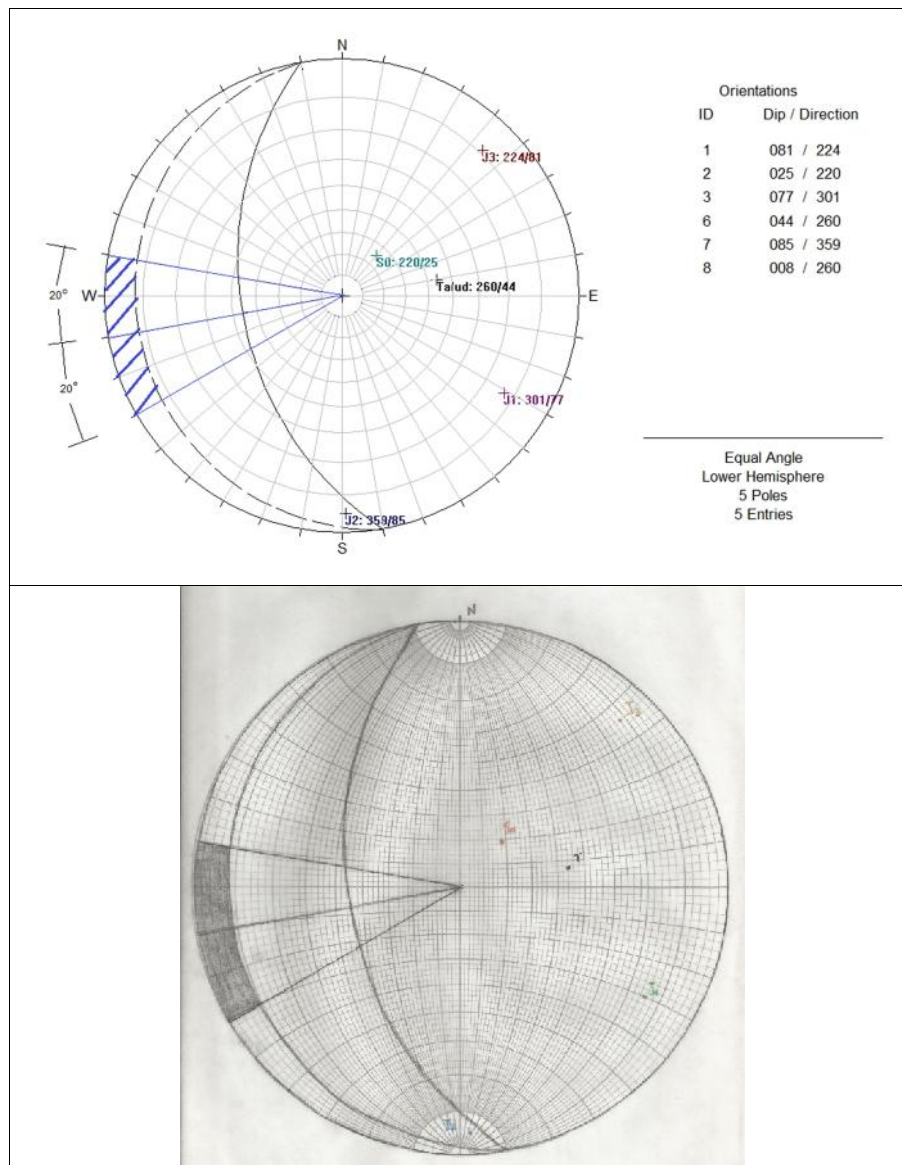 N
Orientations
ID Dip / Direction
1 081 / 224
2 025 / 220
3 077 / 301
6 044 / 260
7 085 / 359
8 008 / 260
J3: 224/81
S0: 220/25
Talud: 260/44
20°
W
E
20°
J1: 301/77
J2: 359/85
S
Equal Angle
Lower Hemisphere
5 Poles
5 Entries
N
J3
T